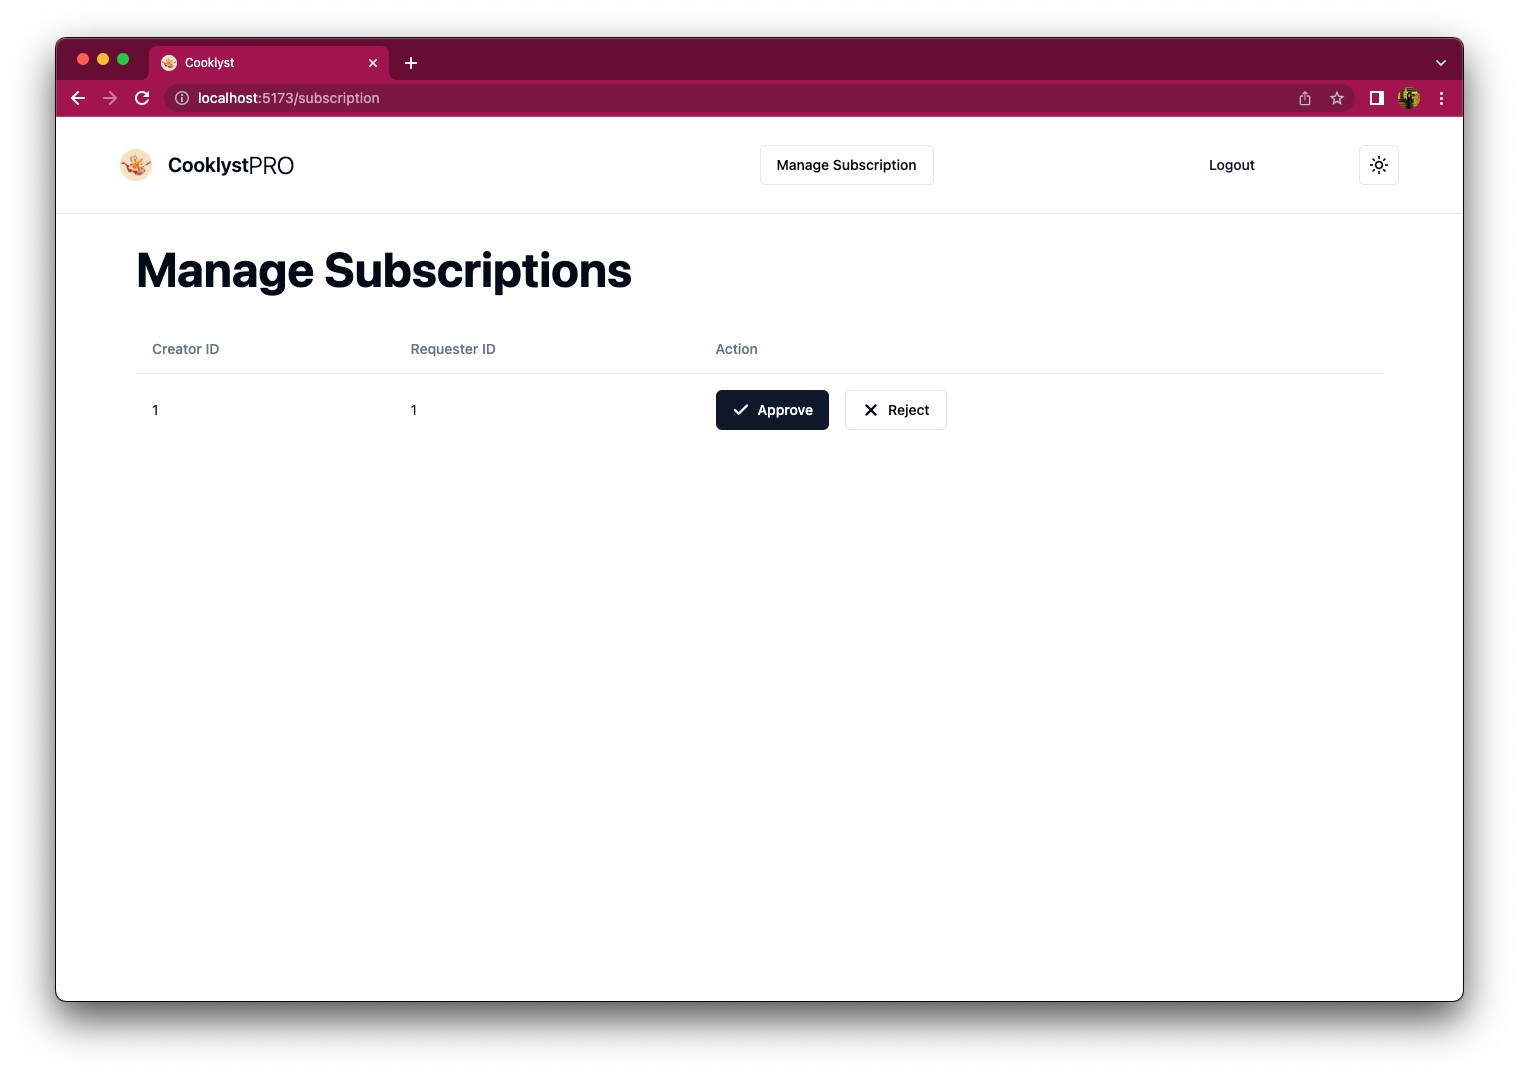 Cooklyst
localhost:5173/subscription
CooklystPRO
Manage Subscription
Logout
Manage Subscriptions
Creator ID Requester ID Action
1 1 Approve Reject